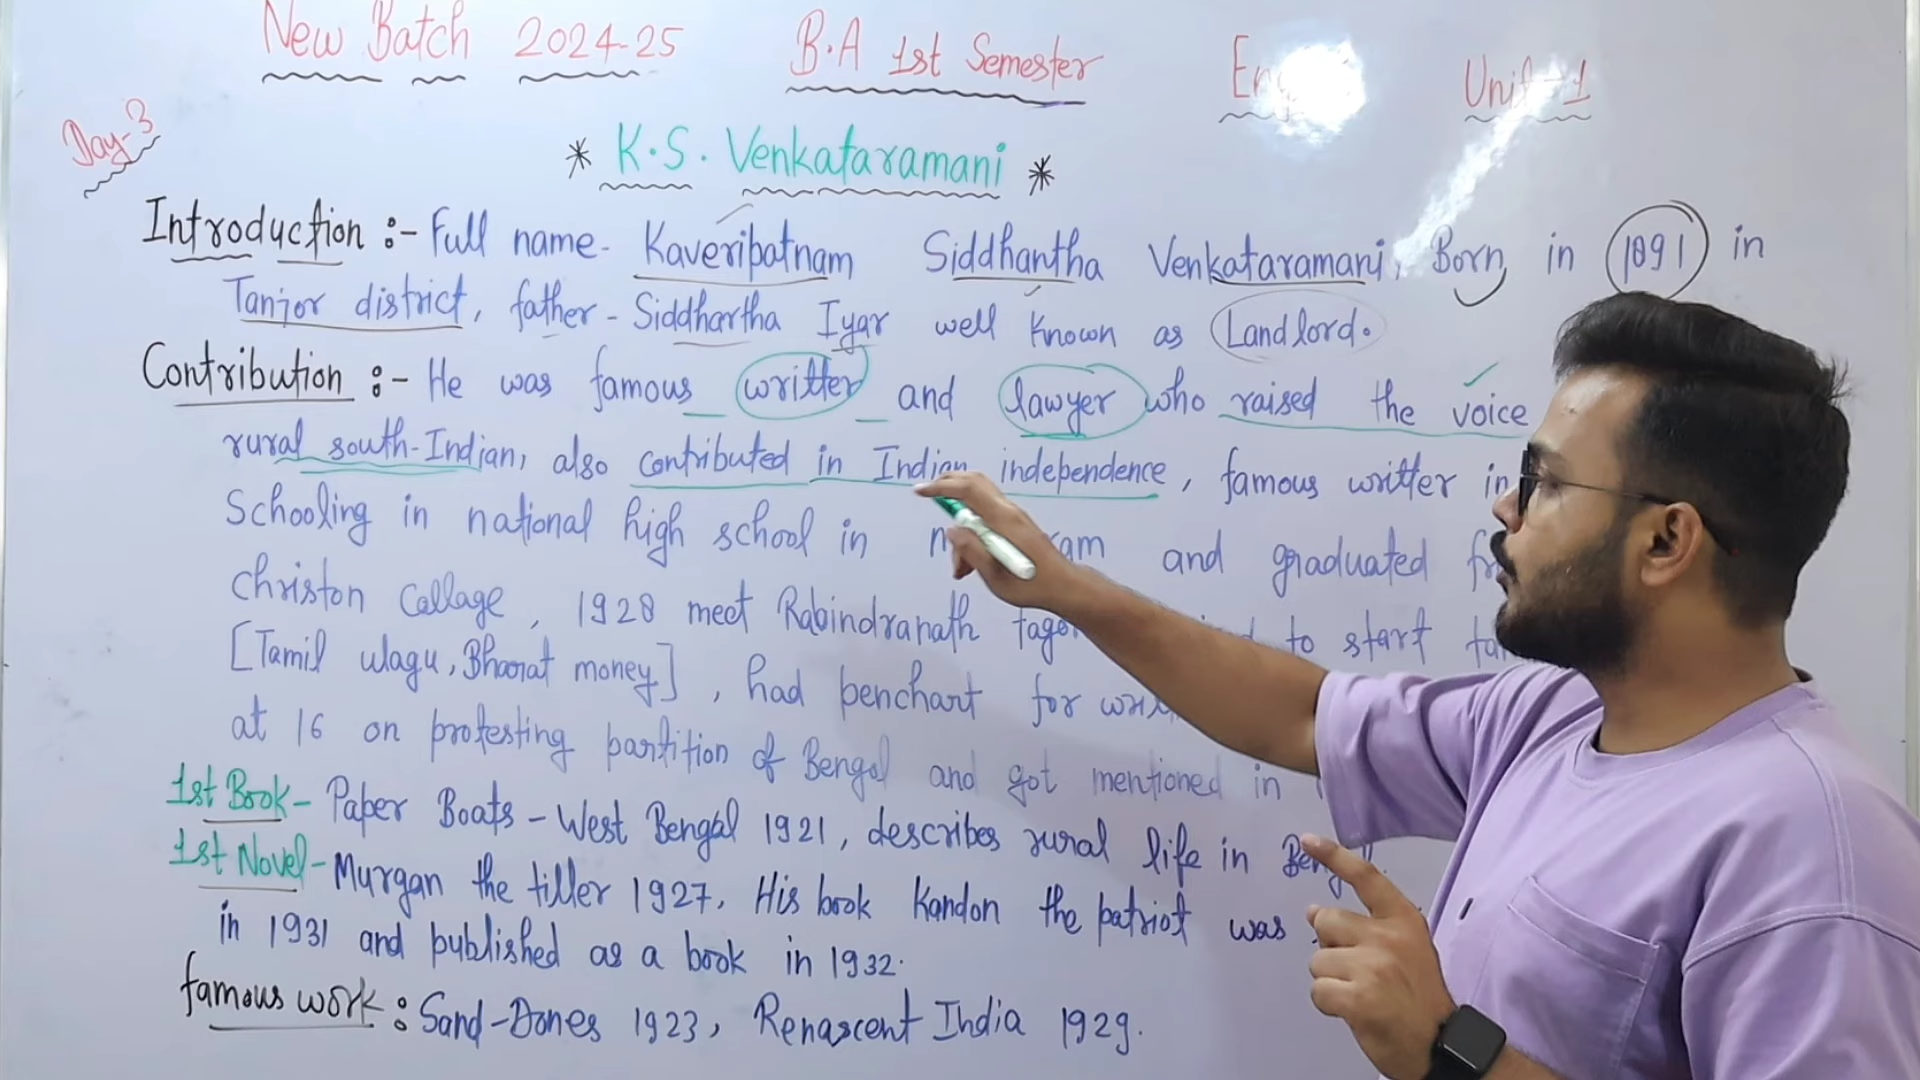 New Batch 2024-25 B.A 1st Semester Unit-1
Day-3
* K.S. Venkataramani *
Introduction :- Full name- Kaveripatnam Siddhantha Venkataramani, Born in 1891 in
Tanjor district, father - Siddhartha Iyar well known as Landlord.
Contribution :- He was famous writter and lawyer who raised the voice
rural south-Indian, also contributed in Indian independence, famous writter in
Schooling in national high school in and graduated
christon Callage, 1928 meet Rabindranath to start
[Tamil ulagu, Bharat money], had penchart for
at 16 on protesting partition of Bengal and got mentioned in
1st Book - Paper Boats - West Bengal 1921, describes rural life in
1st Novel - Murgan the tiller 1927. His book Kandon the patriot was
in 1931 and published as a book in 1932.
famous work : Sand-Dones 1923, Renascent India 1929.